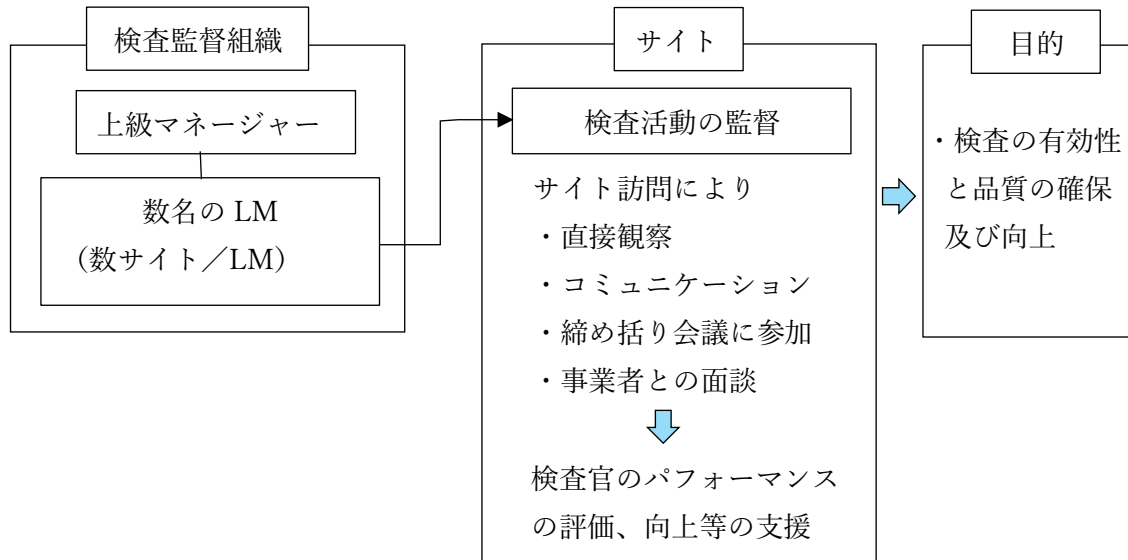 検査監督組織
上級マネージャー
数名の LM
（数サイト／LM）
サイト
検査活動の監督
サイト訪問により
・直接観察
・コミュニケーション
・締め括り会議に参加
・事業者との面談
検査官のパフォーマンス
の評価、向上等の支援
目的
・検査の有効性
と品質の確保
及び向上